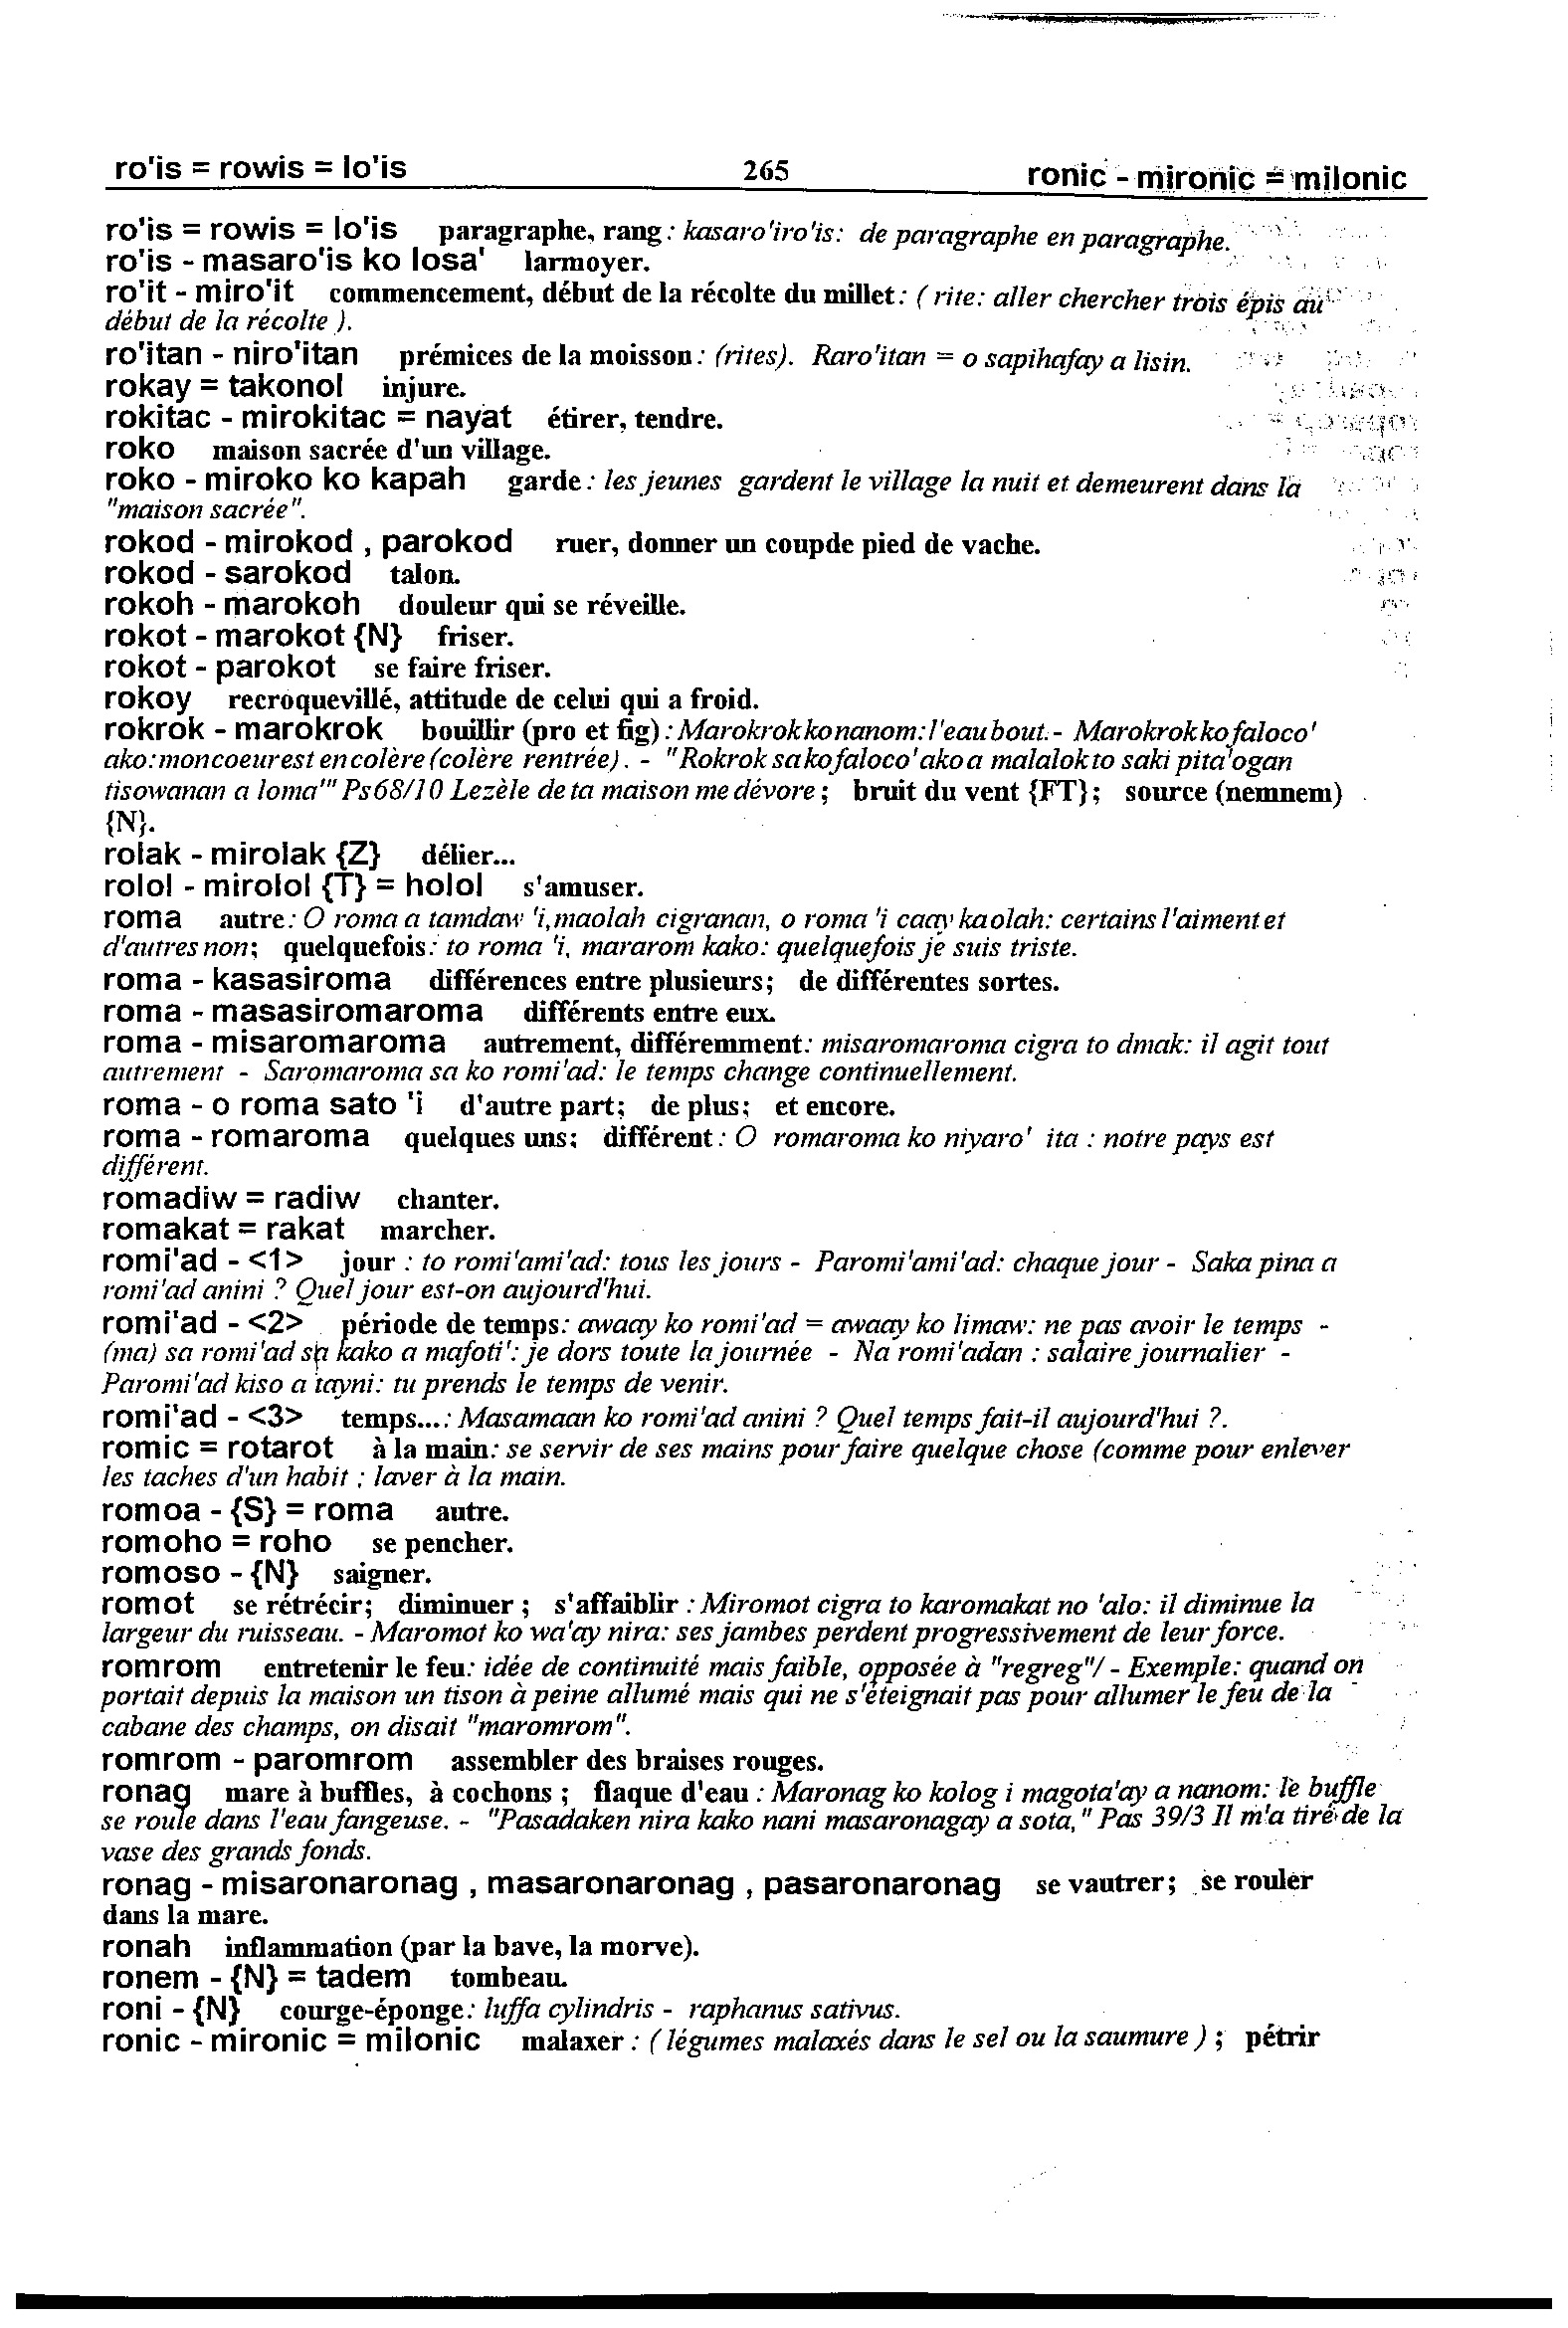 ro'is = rowis = lo'is 265 ronic - mironic = milonic
ro'is = rowis = lo'is paragraphe, rang : kasaro'iro'is: de paragraphe en paragraphe.
ro'is - masaro'is ko losa' larmoyer.
ro'it - miro'it commencement, début de la récolte du millet : ( rite: aller chercher trois épis au
début de la récolte ).
ro'itan - niro'itan prémices de la moisson : (rites). Raro'itan = o sapihafay a lisin.
rokay = takonol injure.
rokitac - mirokitac = nayat étirer, tendre.
roko maison sacrée d'un village.
roko - miroko ko kapah garde : les jeunes gardent le village la nuit et demeurent dans la
"maison sacrée".
rokod - mirokod , parokod ruer, donner un coupde pied de vache.
rokod - sarokod talon.
rokoh - marokoh douleur qui se réveille.
rokot - marokot {N} friser.
rokot - parokot se faire friser.
rokoy recroquevillé, attitude de celui qui a froid.
rokrok - marokrok bouillir (pro et fig) : Marokrok ko nanom: l'eau bout. - Marokrok ko faloco'
ako: mon coeur est en colère (colère rentrée) . - "Rokrok sa ko faloco' ako a malalok to saki pita'ogan
tisowanan a loma'" Ps 68/10 Le zèle de ta maison me dévore ; bruit du vent {FT} ; source (nemnem)
{N}.
rolak - mirolak {Z} délier...
rolol - mirolol {T} = holol s'amuser.
roma autre : O roma a tamdaw 'i, maolah cigranan, o roma 'i caay ka olah: certains l'aiment et
d'autres non; quelquefois : to roma 'i, mararom kako: quelquefois je suis triste.
roma - kasasiroma différences entre plusieurs; de différentes sortes.
roma - masasiromaroma différents entre eux.
roma - misaromaroma autrement, différemment: misaromaroma cigra to dmak: il agit tout
autrement - Saromaroma sa ko romi'ad: le temps change continuellement.
roma - o roma sato 'i d'autre part; de plus; et encore.
roma - romaroma quelques uns; différent : O romaroma ko niyaro' ita : notre pays est
différent.
romadiw = radiw chanter.
romakat = rakat marcher.
romi'ad - <1> jour : to romi'ami'ad: tous les jours - Paromi'ami'ad: chaque jour - Saka pina a
romi'ad anini ? Quel jour est-on aujourd'hui.
romi'ad - <2> période de temps: awaay ko romi'ad = awaay ko limaw: ne pas avoir le temps -
(ma) sa romi'ad sa kako a mafoti': je dors toute la journée - Na romi'adan : salaire journalier -
Paromi'ad kiso a tayni: tu prends le temps de venir.
romi'ad - <3> temps... : Masamaan ko romi'ad anini ? Quel temps fait-il aujourd'hui ?.
romic = rotarot à la main: se servir de ses mains pour faire quelque chose (comme pour enlever
les taches d'un habit ; laver à la main.
romoa - {S} = roma autre.
romoho = roho se pencher.
romoso - {N} saigner.
romot se rétrécir; diminuer ; s'affaiblir : Miromot cigra to karomakat no 'alo: il diminue la
largeur du ruisseau. - Maromot ko wa'ay nira: ses jambes perdent progressivement de leur force.
romrom entretenir le feu: idée de continuité mais faible, opposée à "regreg"/ - Exemple: quand on
portait depuis la maison un tison à peine allumé mais qui ne s'éteignait pas pour allumer le feu de la
cabane des champs, on disait "maromrom".
romrom - paromrom assembler des braises rouges.
ronag mare à buffles, à cochons ; flaque d'eau : Maronag ko kolog i magota'ay a nanom: le buffle
se roule dans l'eau fangeuse. - "Pasadaken nira kako nani masaronagay a sota, " Pas 39/3 Il m'a tiré de la
vase des grands fonds.
ronag - misaronaronag , masaronaronag , pasaronaronag se vautrer; se rouler
dans la mare.
ronah inflammation (par la bave, la morve).
ronem - {N} = tadem tombeau.
roni - {N} courge-éponge : luffa cylindris - raphanus sativus.
ronic - mironic = milonic malaxer : ( légumes malaxés dans le sel ou la saumure ) ; pétrir